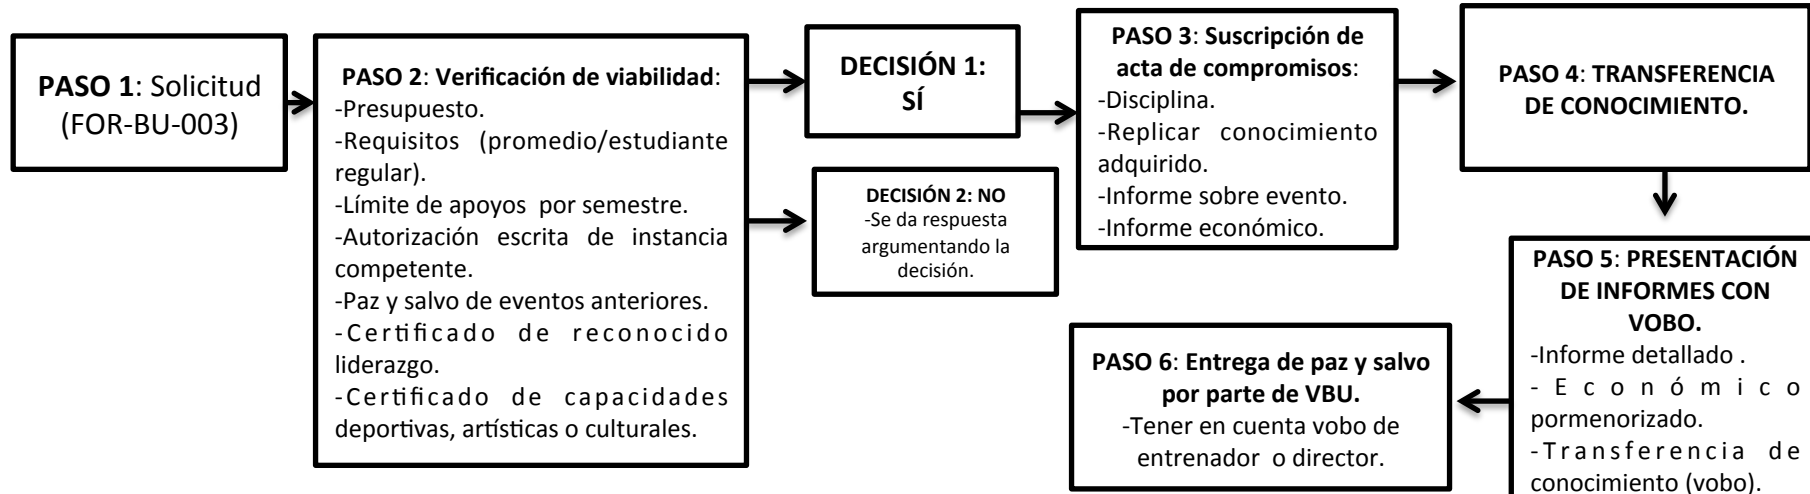 PASO 1: Solicitud
(FOR-BU-003)
PASO 2: Verificación de viabilidad:
-Presupuesto.
-Requisitos (promedio/estudiante
regular).
-Límite de apoyos por semestre.
-Autorización escrita de instancia
competente.
-Paz y salvo de eventos anteriores.
-Certificado de reconocido
liderazgo.
-Certificado de capacidades
deportivas, artísticas o culturales.
DECISIÓN 1:
SÍ
DECISIÓN 2: NO
-Se da respuesta
argumentando la
decisión.
PASO 3: Suscripción de
acta de compromisos:
-Disciplina.
-Replicar conocimiento
adquirido.
-Informe sobre evento.
-Informe económico.
PASO 4: TRANSFERENCIA
DE CONOCIMIENTO.
PASO 5: PRESENTACIÓN
DE INFORMES CON
VOBO.
-Informe detallado .
-Económico
pormenorizado.
-Transferencia de
conocimiento (vobo).
PASO 6: Entrega de paz y salvo
por parte de VBU.
-Tener en cuenta vobo de
entrenador o director.